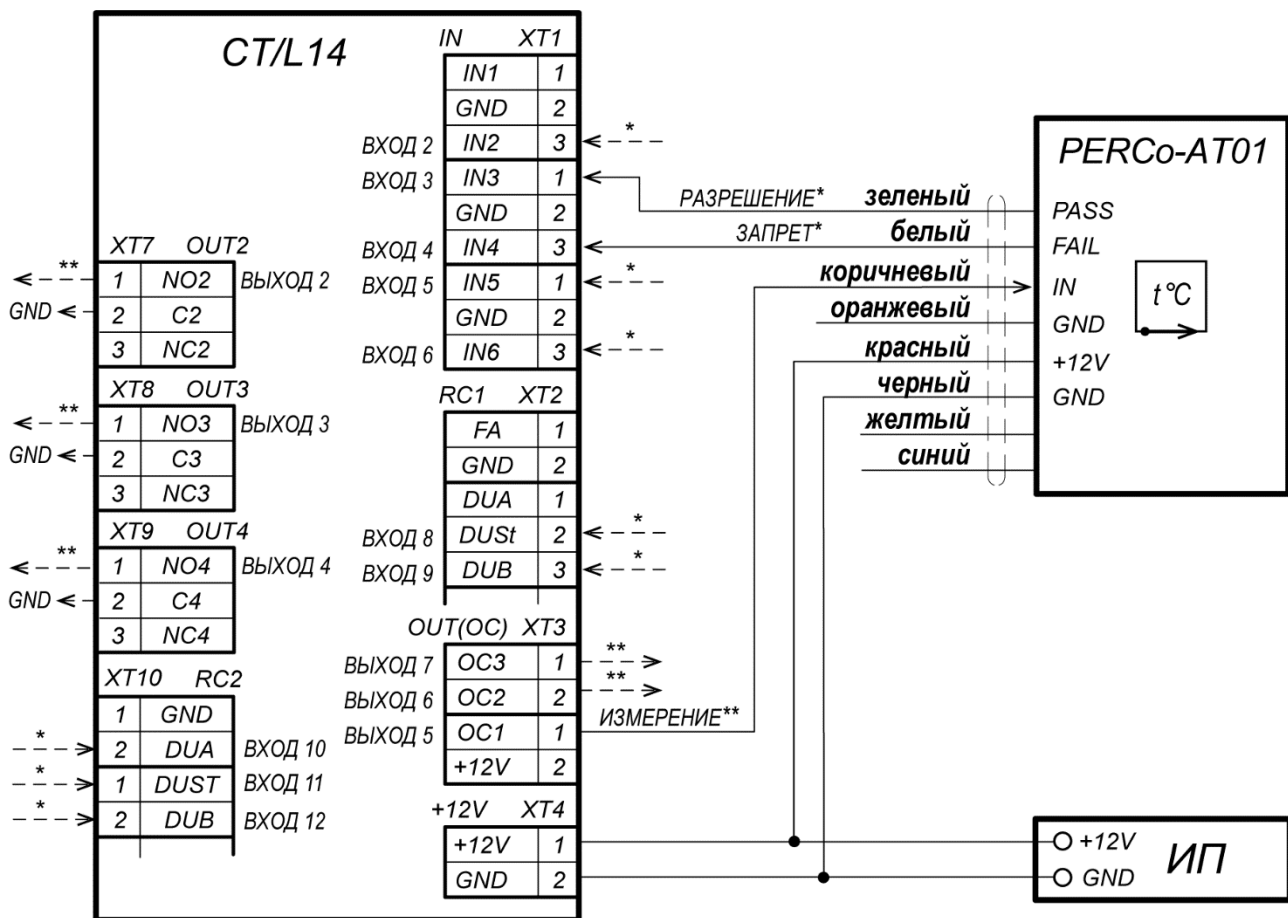 CT/L14
IN XT1
IN1 1
GND 2
ВХОД 2 IN2 3 *
ВХОД 3 IN3 1
GND 2
ВХОД 4 IN4 3
ВХОД 5 IN5 1 *
GND 2
ВХОД 6 IN6 3 *
RC1 XT2
FA 1
GND 2
DUA 1
ВХОД 8 DUSt 2 *
ВХОД 9 DUB 3 *
OUT(OC) XT3
ВЫХОД 7 OC3 1 **
ВЫХОД 6 OC2 2 **
ВЫХОД 5 OC1 1 ИЗМЕРЕНИЕ**
+12V 2
+12V XT4
+12V 1
GND 2
XT7 OUT2
** 1 NO2 ВЫХОД 2
GND 2 C2
3 NC2
XT8 OUT3
** 1 NO3 ВЫХОД 3
GND 2 C3
3 NC3
XT9 OUT4
** 1 NO4 ВЫХОД 4
GND 2 C4
3 NC4
XT10 RC2
1 GND
* 2 DUA ВХОД 10
* 1 DUST ВХОД 11
* 2 DUB ВХОД 12
PERCo-AT01
РАЗРЕШЕНИЕ* зеленый PASS
ЗАПРЕТ* белый FAIL
коричневый IN
оранжевый GND
красный +12V
черный GND
желтый
синий
t°C
+12V
GND
ИП